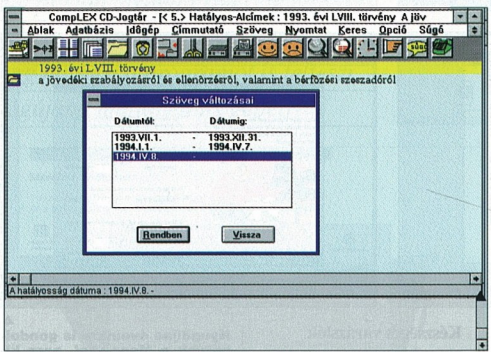 CompLEX CD-Jogtár - [< 5.> Hatályos-Alcímek : 1993. évi LVIII. törvény A jöv
Ablak Adatbázis Időgép Címmutató Szöveg Nyomtat Keres Opció Súgó
1993. évi LVIII. törvény
a jövedéki szabályozásról és ellenőrzésről, valamint a bérfőzési szeszadóról
Szöveg változásai
Dátumtól: Dátumig:
1993.VII.1. - 1993.XII.31.
1994.I.1. - 1994.IV.7.
1994.IV.8. -
Rendben Vissza
A hatályosság dátuma : 1994.IV.8. -